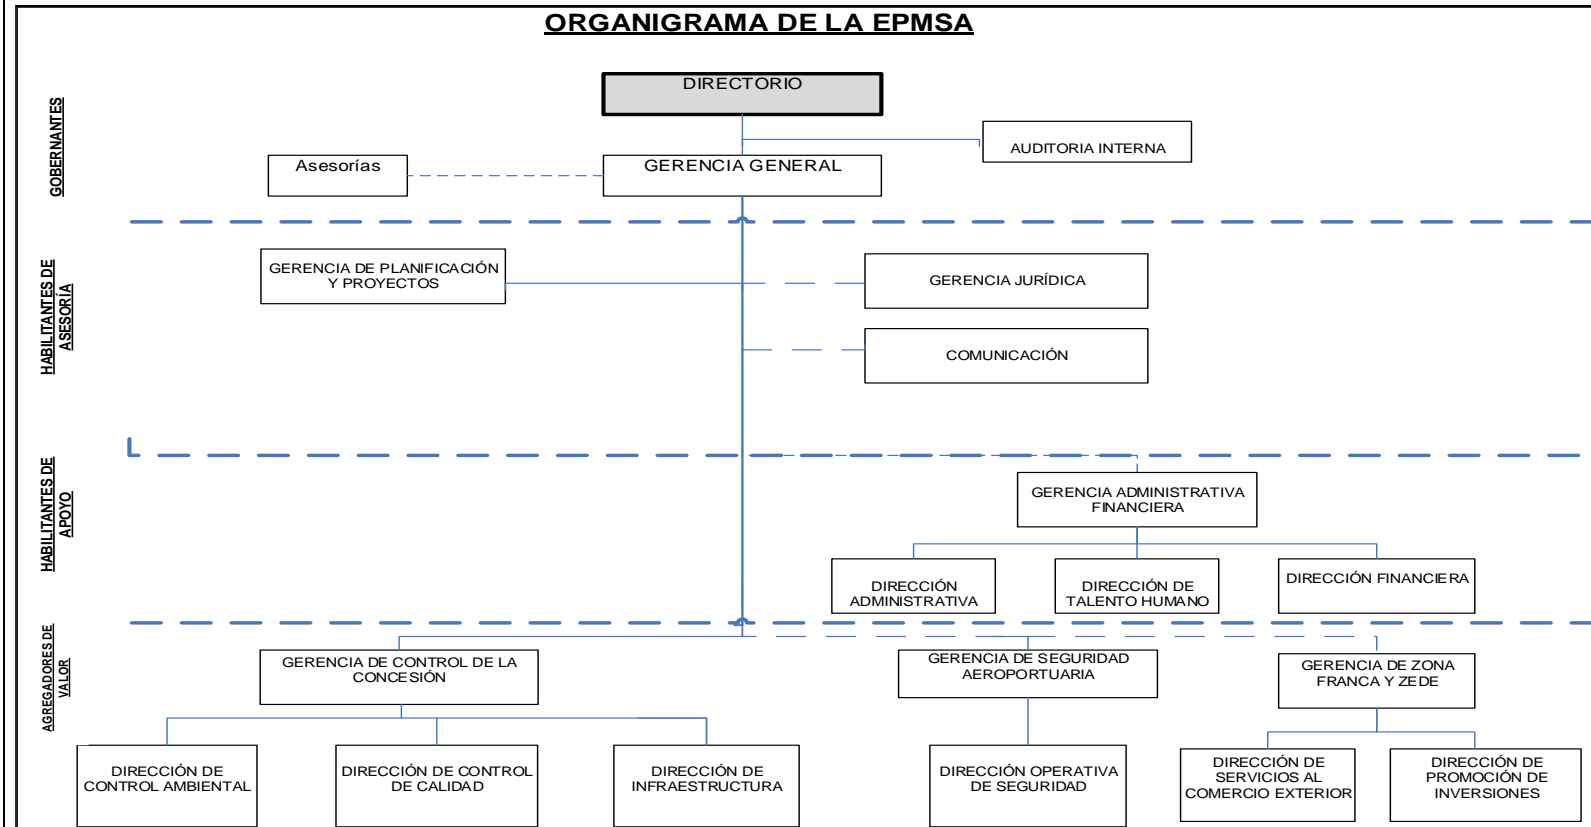 ORGANIGRAMA DE LA EPMSA
GOBERNANTES
DIRECTORIO
AUDITORIA INTERNA
Asesorías
GERENCIA GENERAL
HABILITANTES DE
ASESORÍA
GERENCIA DE PLANIFICACIÓN
Y PROYECTOS
GERENCIA JURÍDICA
COMUNICACIÓN
HABILITANTES DE
APOYO
GERENCIA ADMINISTRATIVA
FINANCIERA
DIRECCIÓN
ADMINISTRATIVA
DIRECCIÓN DE
TALENTO HUMANO
DIRECCIÓN FINANCIERA
AGREGADORES DE
VALOR
GERENCIA DE CONTROL DE LA
CONCESIÓN
GERENCIA DE SEGURIDAD
AEROPORTUARIA
GERENCIA DE ZONA
FRANCA Y ZEDE
DIRECCIÓN DE
CONTROL AMBIENTAL
DIRECCIÓN DE CONTROL
DE CALIDAD
DIRECCIÓN DE
INFRAESTRUCTURA
DIRECCIÓN OPERATIVA
DE SEGURIDAD
DIRECCIÓN DE
SERVICIOS AL
COMERCIO EXTERIOR
DIRECCIÓN DE
PROMOCIÓN DE
INVERSIONES